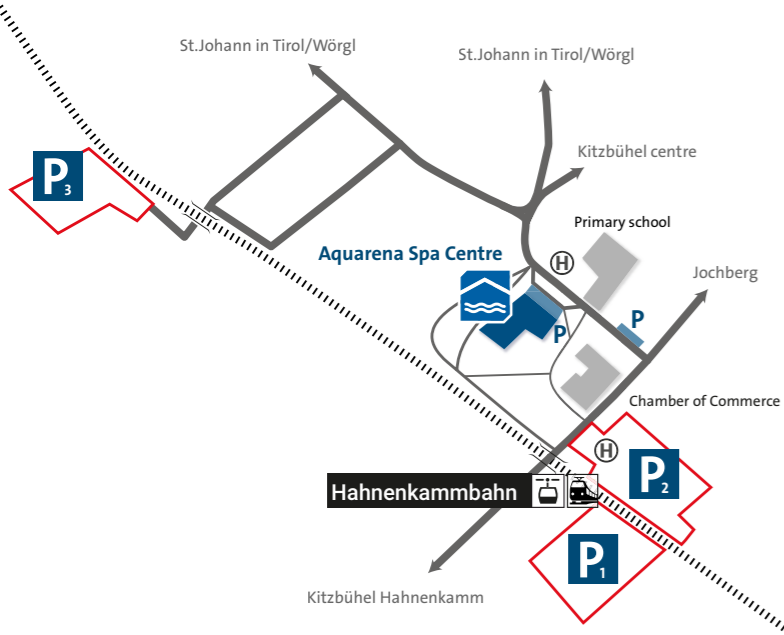 St.Johann in Tirol/Wörgl
St.Johann in Tirol/Wörgl
Kitzbühel centre
P3
Primary school
Aquarena Spa Centre
H
Jochberg
P
P
Chamber of Commerce
H
P2
Hahnenkammbahn
P1
Kitzbühel Hahnenkamm